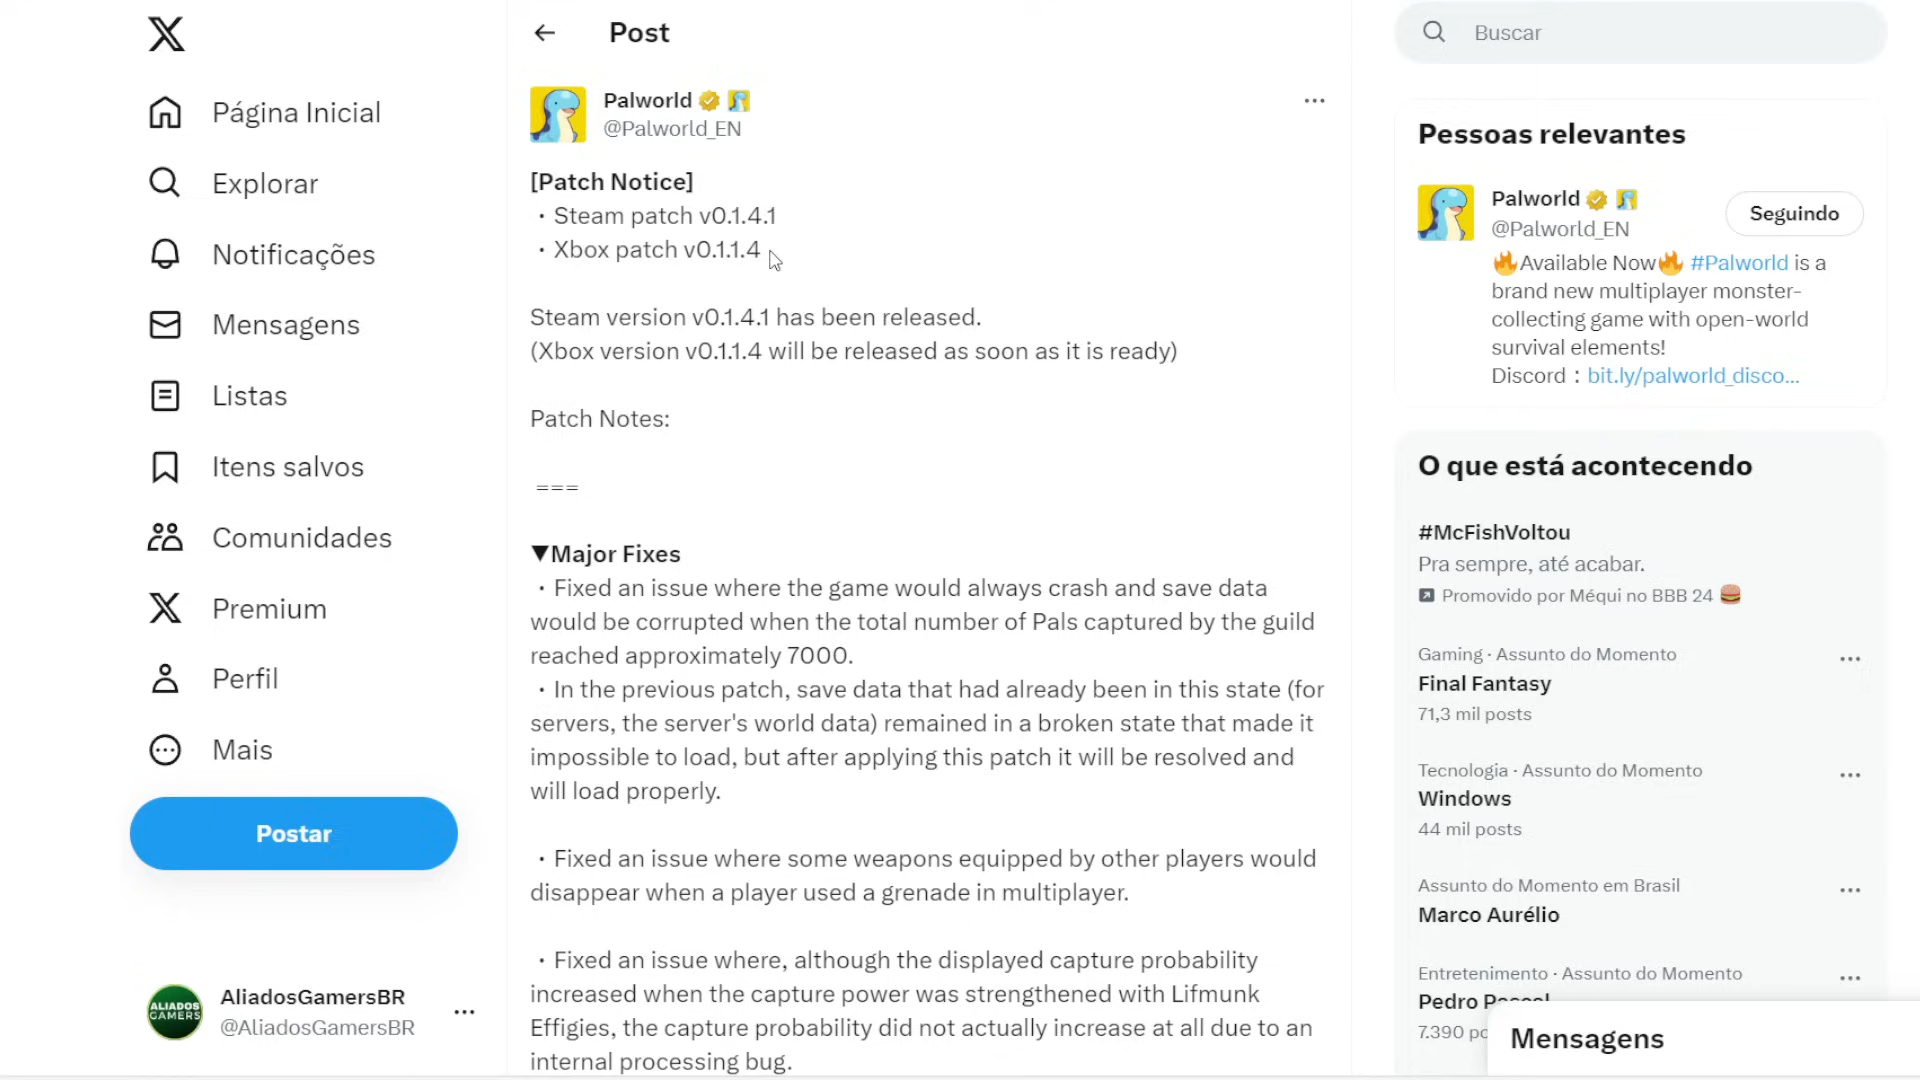 Página Inicial
Explorar
Notificações
Mensagens
Listas
Itens salvos
Comunidades
Premium
Perfil
Mais
Postar
ALIADOS
GAMERS
AliadosGamersBR
@AliadosGamersBR
Post
Palworld
@Palworld_EN
[Patch Notice]
・Steam patch v0.1.4.1
・Xbox patch v0.1.1.4
Steam version v0.1.4.1 has been released.
(Xbox version v0.1.1.4 will be released as soon as it is ready)
Patch Notes:
===
▼Major Fixes
・Fixed an issue where the game would always crash and save data
would be corrupted when the total number of Pals captured by the guild
reached approximately 7000.
・In the previous patch, save data that had already been in this state (for
servers, the server's world data) remained in a broken state that made it
impossible to load, but after applying this patch it will be resolved and
will load properly.
・Fixed an issue where some weapons equipped by other players would
disappear when a player used a grenade in multiplayer.
・Fixed an issue where, although the displayed capture probability
increased when the capture power was strengthened with Lifmunk
Effigies, the capture probability did not actually increase at all due to an
internal processing bug.
Buscar
Pessoas relevantes
Palworld
@Palworld_EN
Seguindo
🔥Available Now🔥 #Palworld is a
brand new multiplayer monster-
collecting game with open-world
survival elements!
Discord：bit.ly/palworld_disco...
O que está acontecendo
#McFishVoltou
Pra sempre, até acabar.
Promovido por Méqui no BBB 24 🍔
Gaming · Assunto do Momento
Final Fantasy
71,3 mil posts
Tecnologia · Assunto do Momento
Windows
44 mil posts
Assunto do Momento em Brasil
Marco Aurélio
Entretenimento · Assunto do Momento
Pedro
7.390
Mensagens